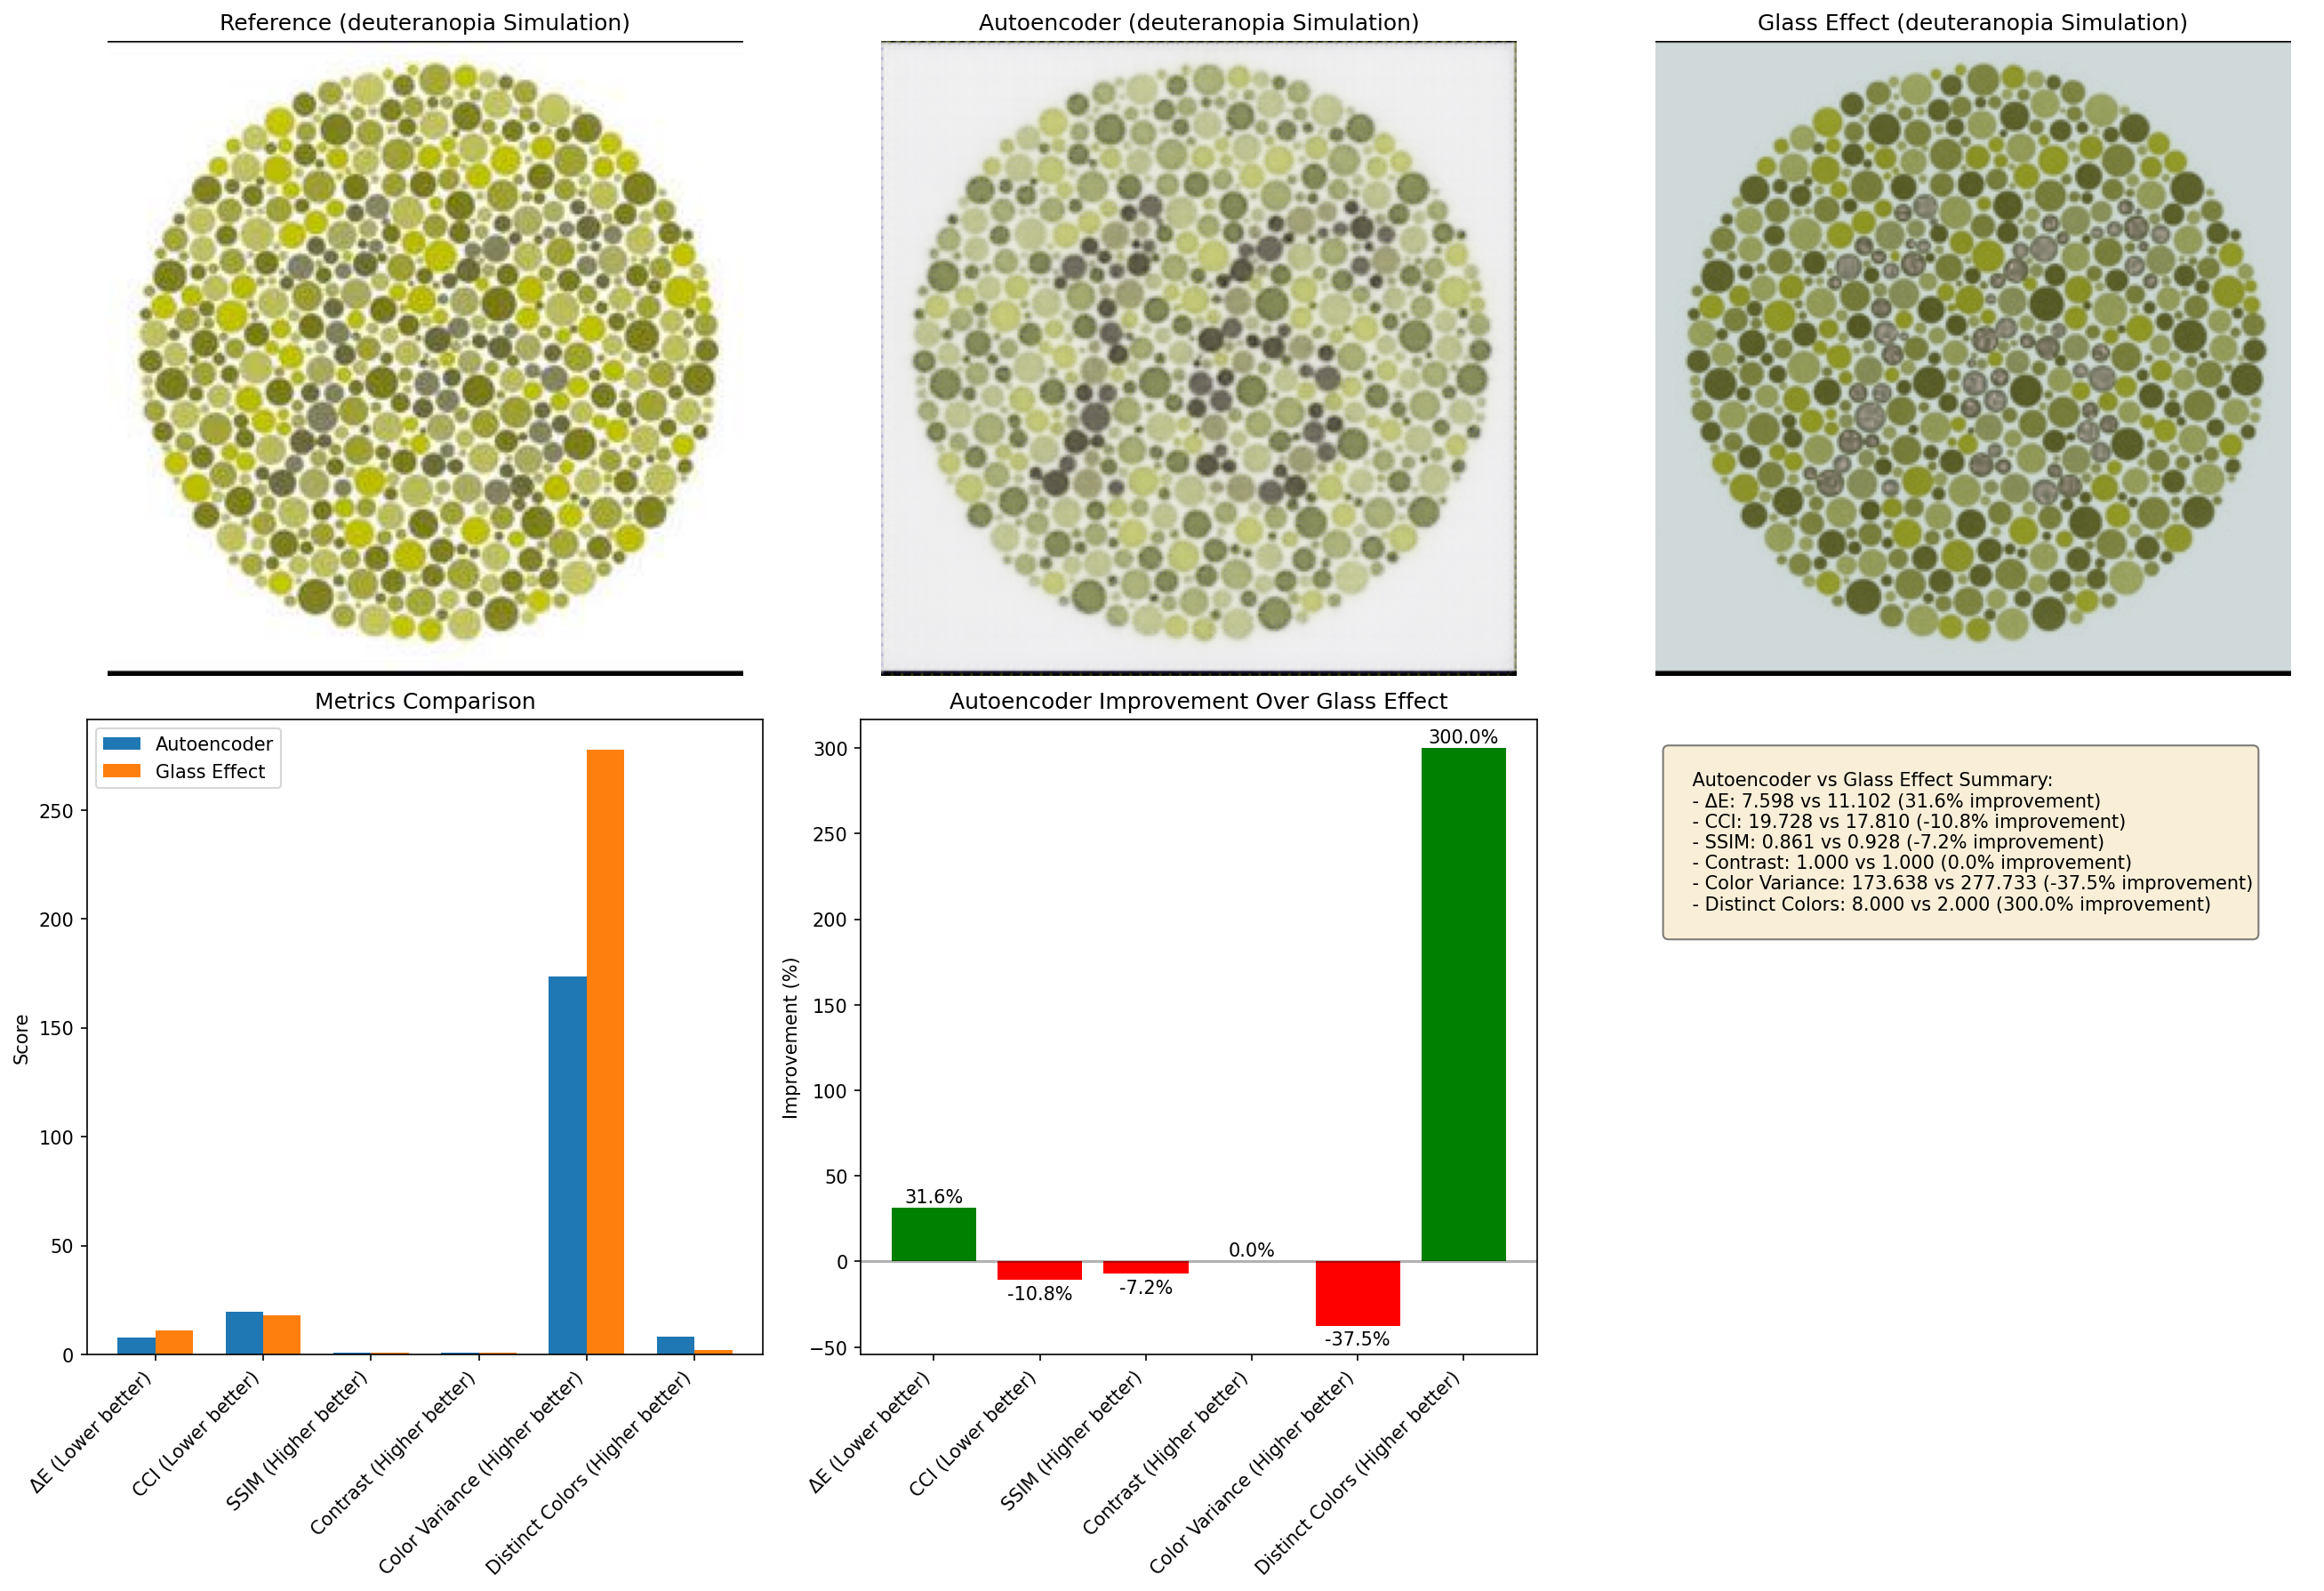 Reference (deuteranopia Simulation)
Autoencoder (deuteranopia Simulation)
Glass Effect (deuteranopia Simulation)
Metrics Comparison
Autoencoder
Glass Effect
Score
250
200
150
100
50
0
ΔE (Lower better)
CCI (Lower better)
SSIM (Higher better)
Contrast (Higher better)
Color Variance (Higher better)
Distinct Colors (Higher better)
Autoencoder Improvement Over Glass Effect
Improvement (%)
300
250
200
150
100
50
0
−50
31.6%
-10.8%
-7.2%
0.0%
-37.5%
300.0%
ΔE (Lower better)
CCI (Lower better)
SSIM (Higher better)
Contrast (Higher better)
Color Variance (Higher better)
Distinct Colors (Higher better)
Autoencoder vs Glass Effect Summary:
- ΔE: 7.598 vs 11.102 (31.6% improvement)
- CCI: 19.728 vs 17.810 (-10.8% improvement)
- SSIM: 0.861 vs 0.928 (-7.2% improvement)
- Contrast: 1.000 vs 1.000 (0.0% improvement)
- Color Variance: 173.638 vs 277.733 (-37.5% improvement)
- Distinct Colors: 8.000 vs 2.000 (300.0% improvement)